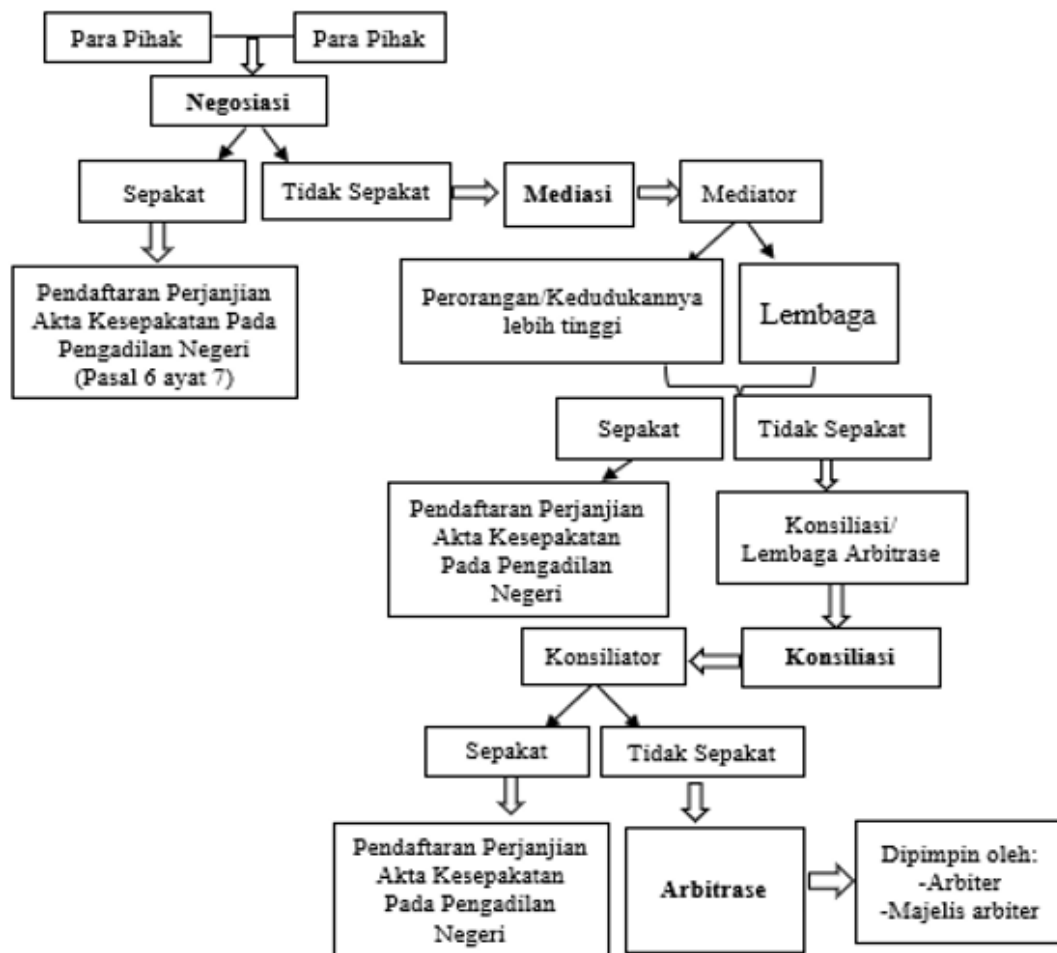 Para Pihak
Para Pihak
Negosiasi
Sepakat
Tidak Sepakat
Mediasi
Mediator
Pendaftaran Perjanjian
Akta Kesepakatan Pada
Pengadilan Negeri
(Pasal 6 ayat 7)
Perorangan/Kedudukannya
lebih tinggi
Lembaga
Sepakat
Tidak Sepakat
Pendaftaran Perjanjian
Akta Kesepakatan
Pada Pengadilan
Negeri
Konsiliasi/
Lembaga Arbitrase
Konsiliator
Konsiliasi
Sepakat
Tidak Sepakat
Pendaftaran Perjanjian
Akta Kesepakatan
Pada Pengadilan
Negeri
Arbitrase
Dipimpin oleh:
-Arbiter
-Majelis arbiter